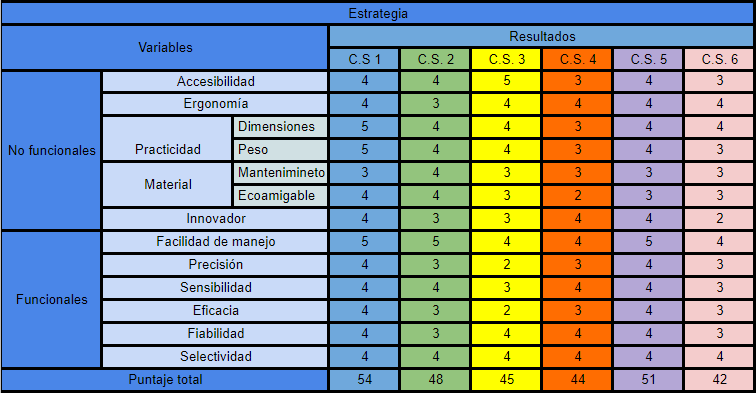 Estrategia
Variables Resultados
C.S 1 C.S. 2 C.S. 3 C.S. 4 C.S. 5 C.S. 6
No funcionales Accesibilidad 4 4 5 3 4 3
Ergonomía 4 3 4 4 4 4
Practicidad Dimensiones 5 4 4 3 4 4
Peso 5 4 4 3 4 3
Material Mantenimineto 3 4 3 3 3 3
Ecoamigable 4 4 3 2 3 3
Innovador 4 3 3 4 4 2
Funcionales Facilidad de manejo 5 5 4 4 5 4
Precisión 4 3 2 3 4 3
Sensibilidad 4 4 3 4 4 3
Eficacia 4 3 2 3 4 3
Fiabilidad 4 3 4 4 4 3
Selectividad 4 4 4 4 4 4
Puntaje total 54 48 45 44 51 42